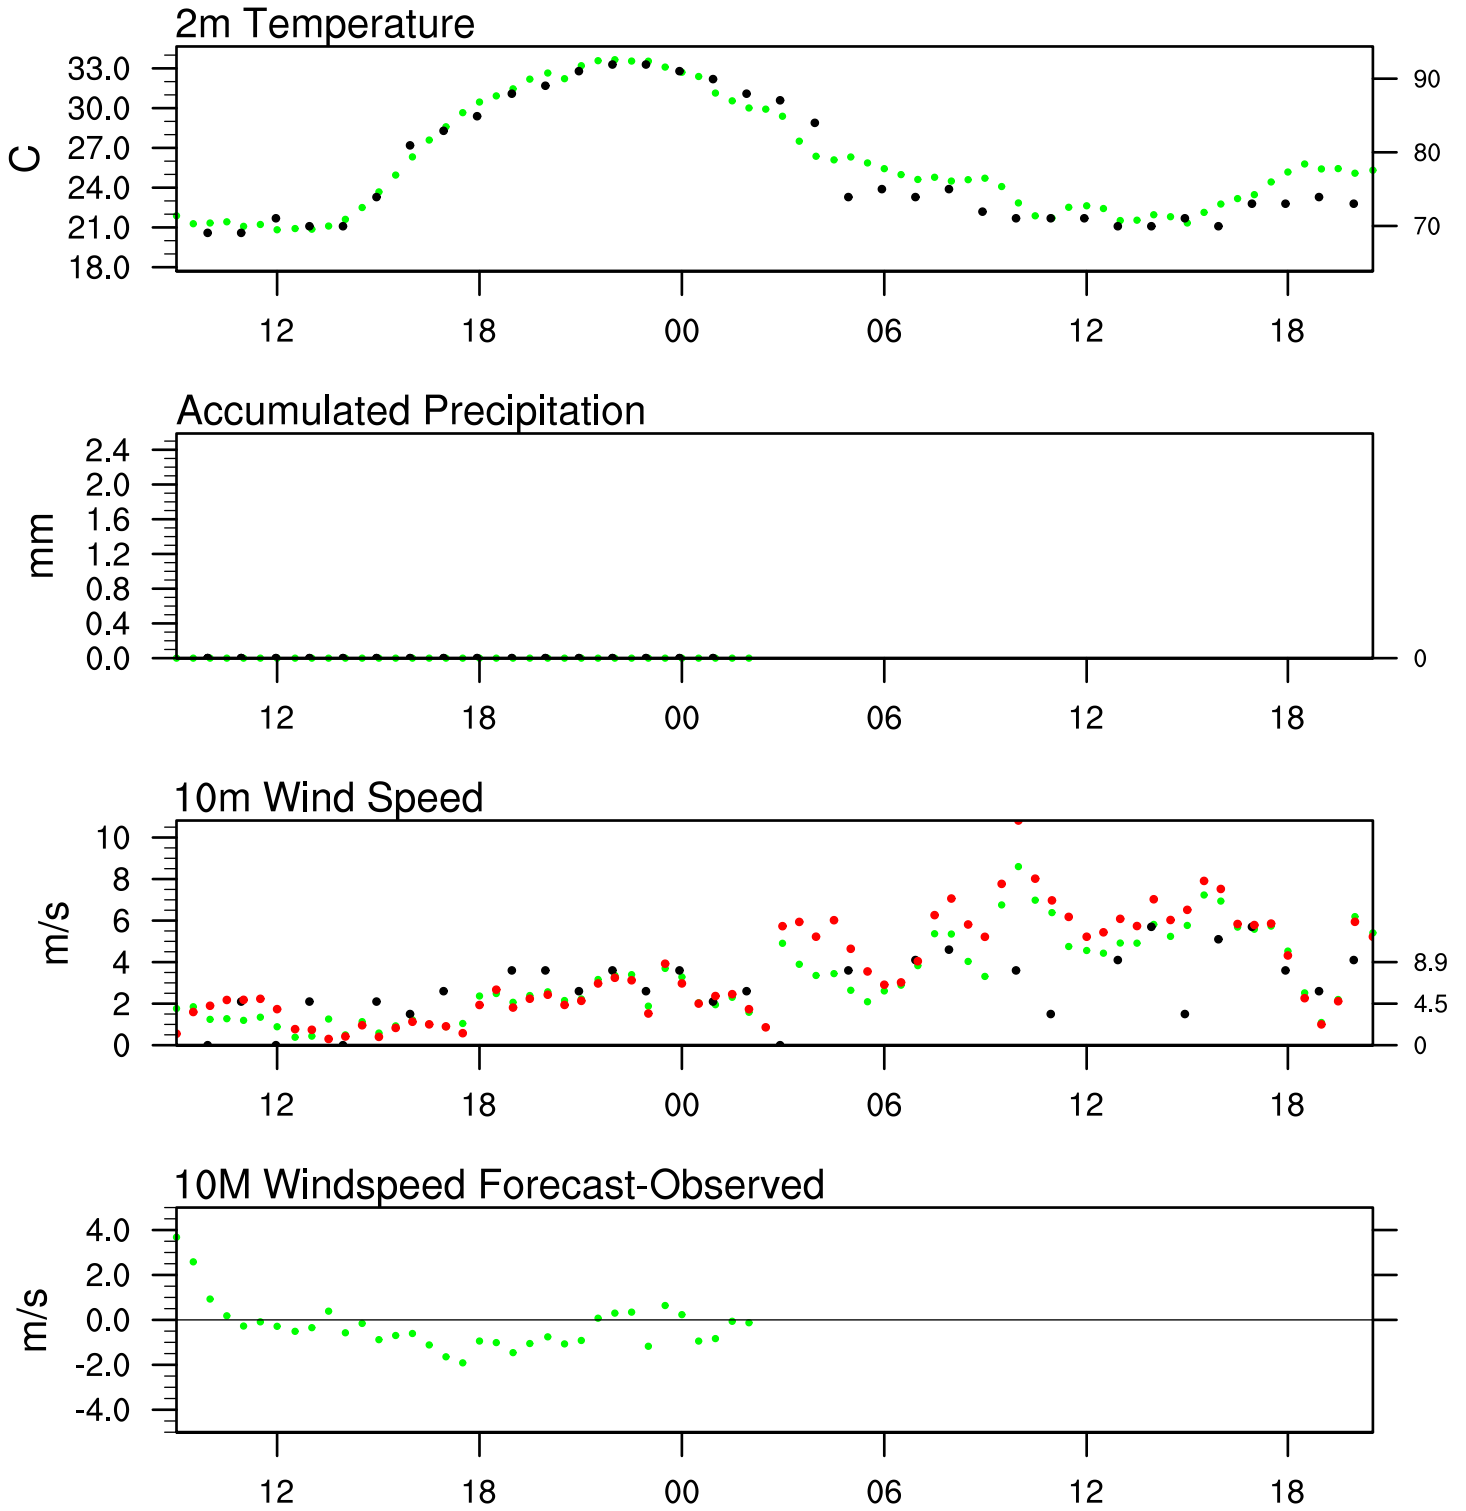 2m Temperature
33.0
30.0
27.0
24.0
21.0
18.0
C
90
80
70
12 18 00 06 12 18
Accumulated Precipitation
2.4
2.0
1.6
1.2
0.8
0.4
0.0
mm
0
12 18 00 06 12 18
10m Wind Speed
10
8
6
4
2
0
m/s
8.9
4.5
0
12 18 00 06 12 18
10M Windspeed Forecast-Observed
4.0
2.0
0.0
-2.0
-4.0
m/s
12 18 00 06 12 18